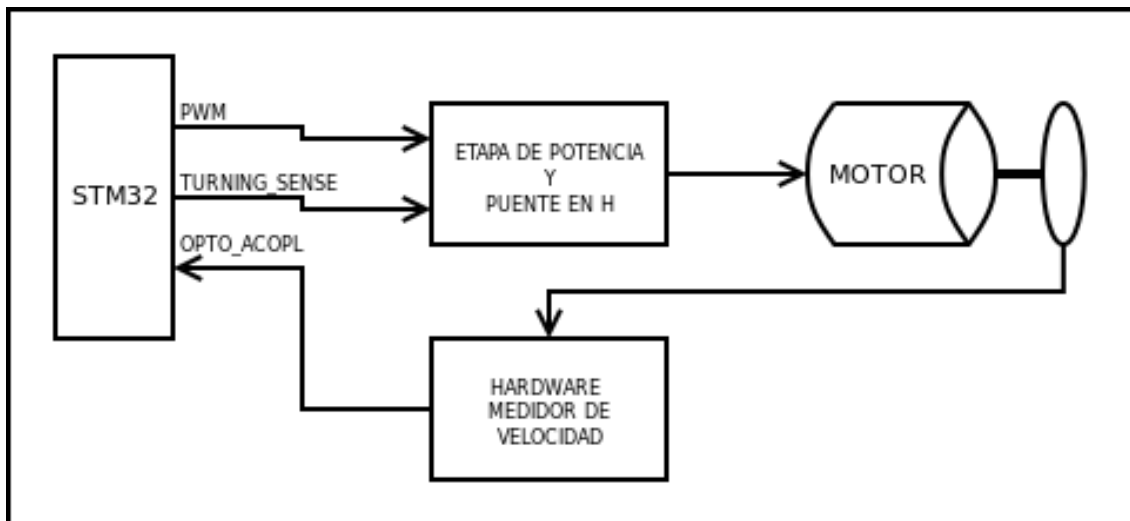 PWM
STM32
TURNING_SENSE
OPTO_ACOPL
ETAPA DE POTENCIA
Y
PUENTE EN H
MOTOR
HARDWARE
MEDIDOR DE
VELOCIDAD